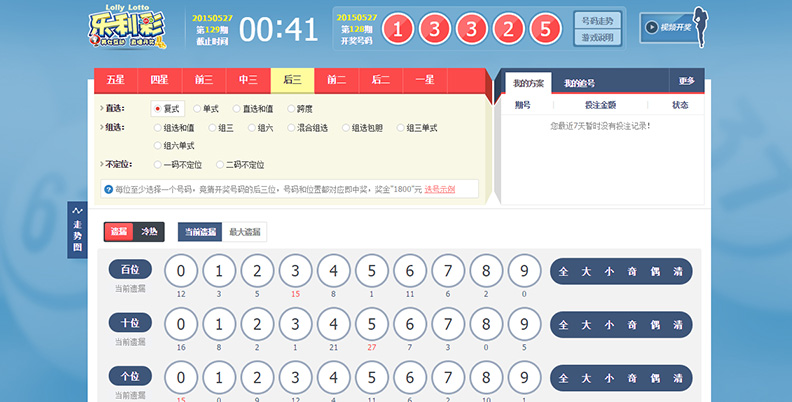 Lolly Lotto
乐利彩
20150527
第129期
截止时间
00:41
20150527
第128期
开奖号码
1 3 3 2 5
号码走势
游戏说明
视频开奖
五星 四星 前三 中三 后三 前二 后二 一星
我的方案 我的追号 更多
期号 投注金额 状态
您最近7天暂时没有投注记录!
直选: 复式 单式 直选和值 跨度
组选: 组选和值 组三 组六 混合组选 组选包胆 组三单式
组六单式
不定位: 一码不定位 二码不定位
每位至少选择一个号码,竞猜开奖号码的后三位,号码和位置都对应即中奖,奖金"1800"元 选号示例
走势图
遗漏 冷热 当前遗漏 最大遗漏
百位 0 1 2 3 4 5 6 7 8 9 全 大 小 奇 偶 清
当前遗漏 12 3 5 15 8 1 11 6 2 0
十位 0 1 2 3 4 5 6 7 8 9 全 大 小 奇 偶 清
当前遗漏 16 8 2 1 21 27 7 3 0 5
个位 0 1 2 3 4 5 6 7 8 9 全 大 小 奇 偶 清
当前遗漏 15 0 9 12 4 11 6 2 10 1